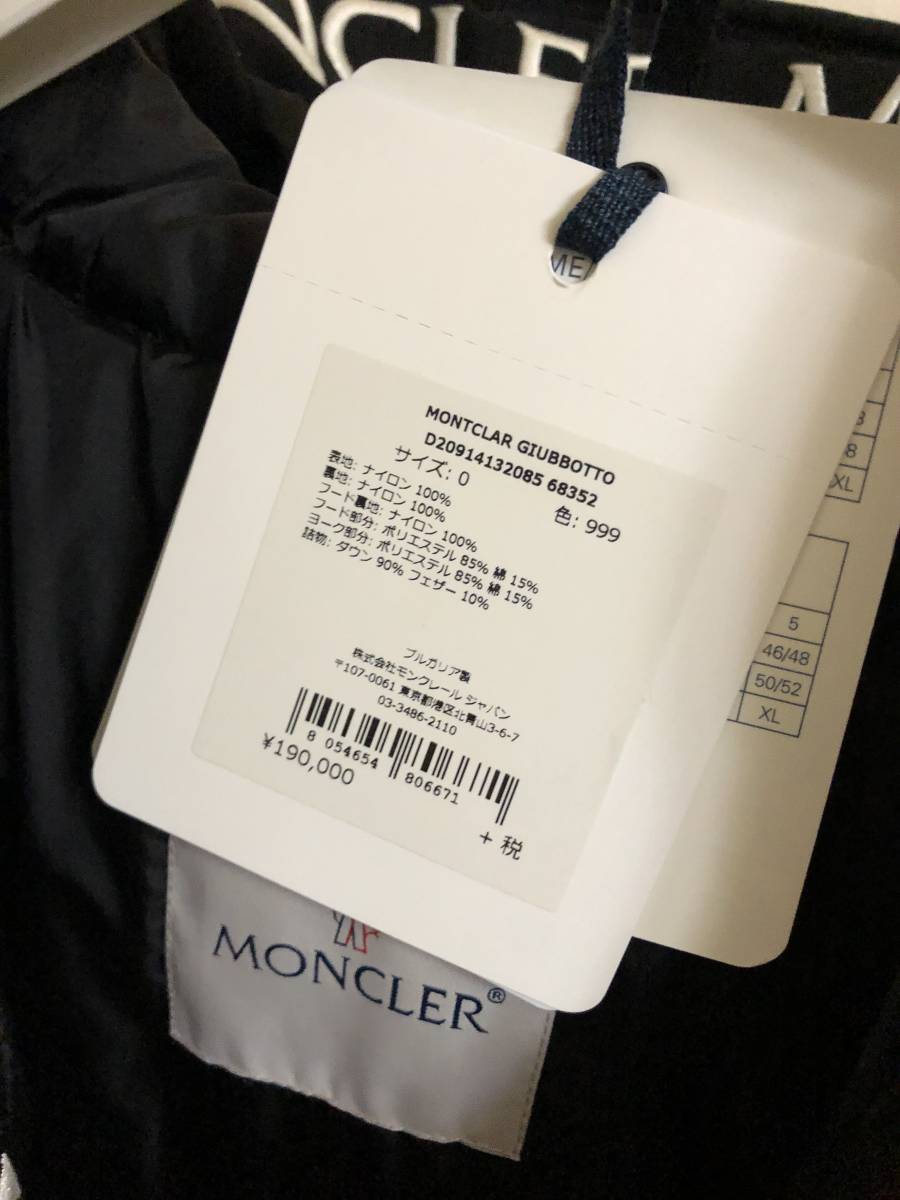 MONCLER M
ME
MONTCLAR GIUBBOTTO
D20914132085 68352
サイズ: 0
色: 999
表地: ナイロン 100%
裏地: ナイロン 100%
フード裏地: ナイロン 100%
フード部分: ポリエステル 85% 綿 15%
ヨーク部分: ポリエステル 85% 綿 15%
詰物: ダウン 90% フェザー 10%
ブルガリア製
株式会社モンクレール ジャパン
〒107-0061 東京都港区北青山3-6-7
03-3486-2110
8 054654 806671
¥190,000
+ 税
3
8
XL
5
46/48
50/52
XL
MONCLER®